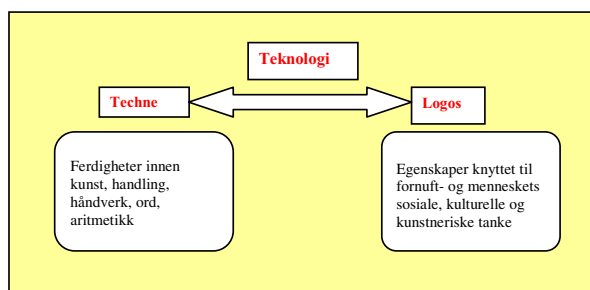 Teknologi
Techne
Logos
Ferdigheter innen
kunst, handling,
håndverk, ord,
aritmetikk
Egenskaper knyttet til
fornuft- og menneskets
sosiale, kulturelle og
kunstneriske tanke